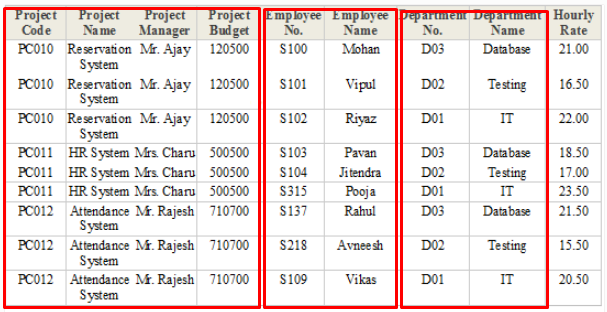 Project Code Project Name Project Manager Project Budget Employee No. Employee Name Department No. Department Name Hourly Rate
PC010 Reservation System Mr. Ajay 120500 S100 Mohan D03 Database 21.00
PC010 Reservation System Mr. Ajay 120500 S101 Vipul D02 Testing 16.50
PC010 Reservation System Mr. Ajay 120500 S102 Riyaz D01 IT 22.00
PC011 HR System Mrs. Charu 500500 S103 Pavan D03 Database 18.50
PC011 HR System Mrs. Charu 500500 S104 Jitendra D02 Testing 17.00
PC011 HR System Mrs. Charu 500500 S315 Pooja D01 IT 23.50
PC012 Attendance System Mr. Rajesh 710700 S137 Rahul D03 Database 21.50
PC012 Attendance System Mr. Rajesh 710700 S218 Avneesh D02 Testing 15.50
PC012 Attendance System Mr. Rajesh 710700 S109 Vikas D01 IT 20.50